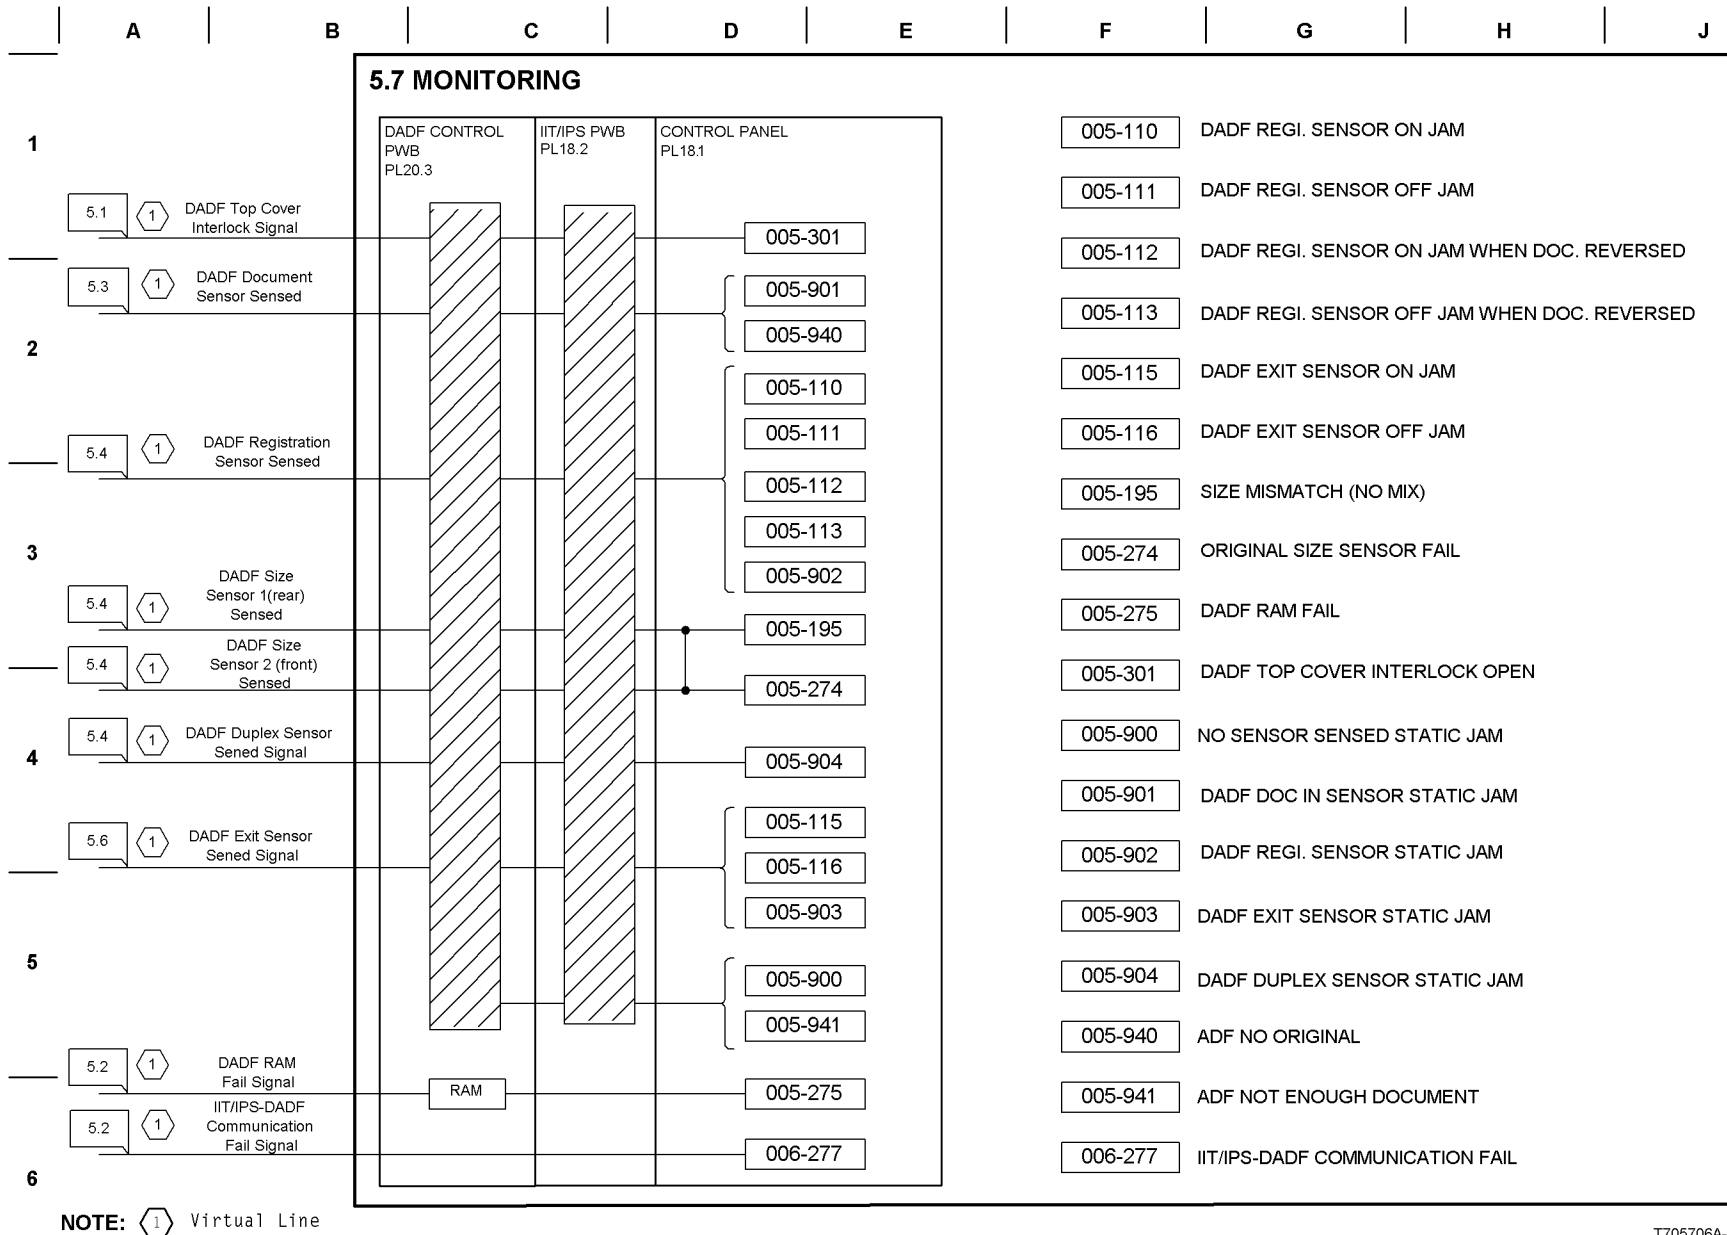 A B C D E F G H J
5.7 MONITORING
1
2
3
4
5
6
DADF CONTROL
PWB
PL20.3
IIT/IPS PWB
PL18.2
CONTROL PANEL
PL18.1
5.1
1
DADF Top Cover
Interlock Signal
005-301
5.3
1
DADF Document
Sensor Sensed
005-901
005-940
5.4
1
DADF Registration
Sensor Sensed
005-110
005-111
005-112
005-113
005-902
5.4
1
DADF Size
Sensor 1(rear)
Sensed
005-195
5.4
1
DADF Size
Sensor 2 (front)
Sensed
005-274
5.4
1
DADF Duplex Sensor
Sened Signal
005-904
5.6
1
DADF Exit Sensor
Sened Signal
005-115
005-116
005-903
005-900
005-941
5.2
1
DADF RAM
Fail Signal
RAM
005-275
5.2
1
IIT/IPS-DADF
Communication
Fail Signal
006-277
005-110 DADF REGI. SENSOR ON JAM
005-111 DADF REGI. SENSOR OFF JAM
005-112 DADF REGI. SENSOR ON JAM WHEN DOC. REVERSED
005-113 DADF REGI. SENSOR OFF JAM WHEN DOC. REVERSED
005-115 DADF EXIT SENSOR ON JAM
005-116 DADF EXIT SENSOR OFF JAM
005-195 SIZE MISMATCH (NO MIX)
005-274 ORIGINAL SIZE SENSOR FAIL
005-275 DADF RAM FAIL
005-301 DADF TOP COVER INTERLOCK OPEN
005-900 NO SENSOR SENSED STATIC JAM
005-901 DADF DOC IN SENSOR STATIC JAM
005-902 DADF REGI. SENSOR STATIC JAM
005-903 DADF EXIT SENSOR STATIC JAM
005-904 DADF DUPLEX SENSOR STATIC JAM
005-940 ADF NO ORIGINAL
005-941 ADF NOT ENOUGH DOCUMENT
006-277 IIT/IPS-DADF COMMUNICATION FAIL
NOTE: 1 Virtual Line
T705706A-